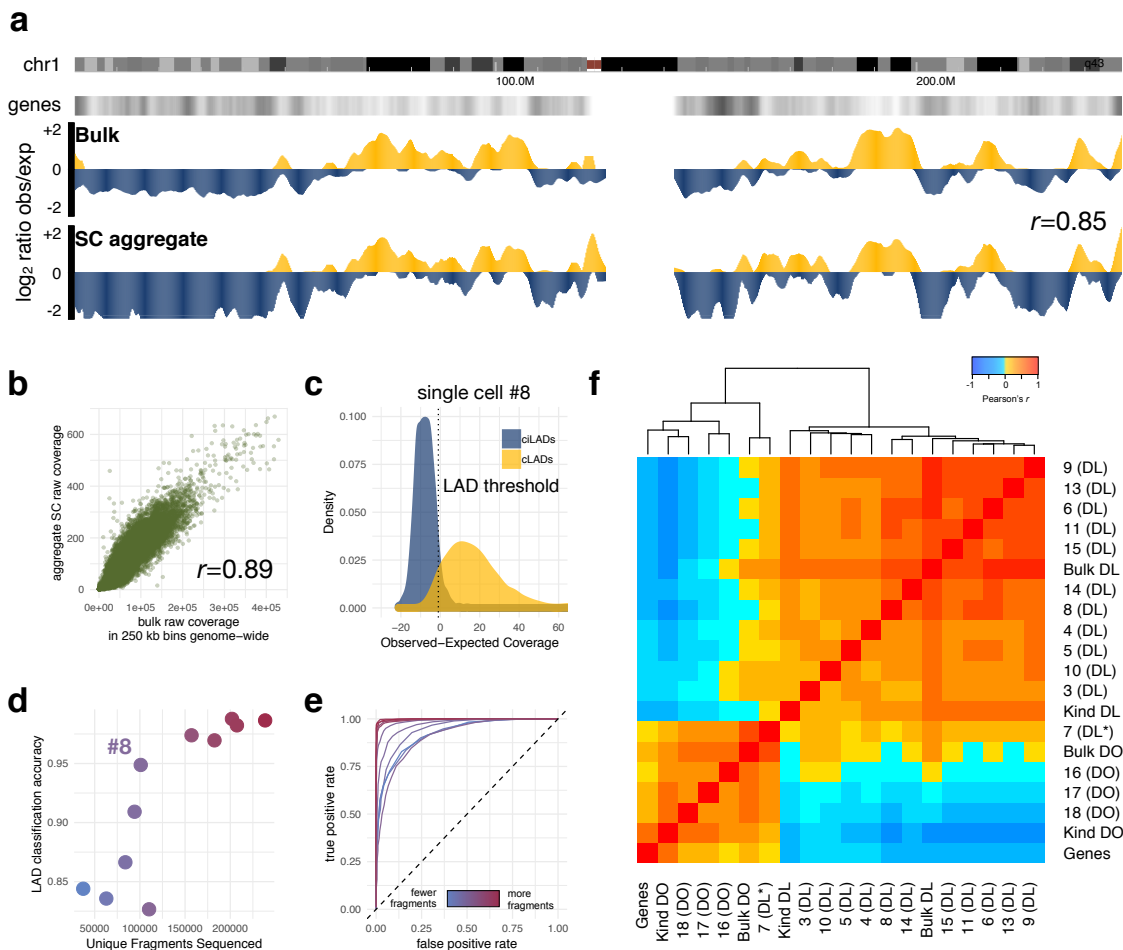 a
chr1
q43
100.0M
200.0M
genes
+2
Bulk
0
-2
log2 ratio obs/exp
+2
SC aggregate
0
-2
r=0.85
b
600
400
200
0
aggregate SC raw coverage
r=0.89
0e+00 1e+05 2e+05 3e+05 4e+05
bulk raw coverage
in 250 kb bins genome-wide
c
single cell #8
0.100
0.075
0.050
0.025
0.000
Density
ciLADs
cLADs
LAD threshold
-20 0 20 40 60
Observed-Expected Coverage
d
#8
0.95
0.90
0.85
LAD classification accuracy
50000 100000 150000 200000
Unique Fragments Sequenced
e
1.00
0.75
0.50
0.25
0.00
true positive rate
fewer
fragments
more
fragments
0.00 0.25 0.50 0.75 1.00
false positive rate
f
-1 0 1
Pearson's r
9 (DL)
13 (DL)
6 (DL)
11 (DL)
15 (DL)
Bulk DL
14 (DL)
8 (DL)
4 (DL)
5 (DL)
10 (DL)
3 (DL)
Kind DL
7 (DL*)
Bulk DO
16 (DO)
17 (DO)
18 (DO)
Kind DO
Genes
Genes
Kind DO
18 (DO)
17 (DO)
16 (DO)
Bulk DO
7 (DL*)
Kind DL
3 (DL)
10 (DL)
5 (DL)
4 (DL)
8 (DL)
14 (DL)
Bulk DL
15 (DL)
11 (DL)
6 (DL)
13 (DL)
9 (DL)